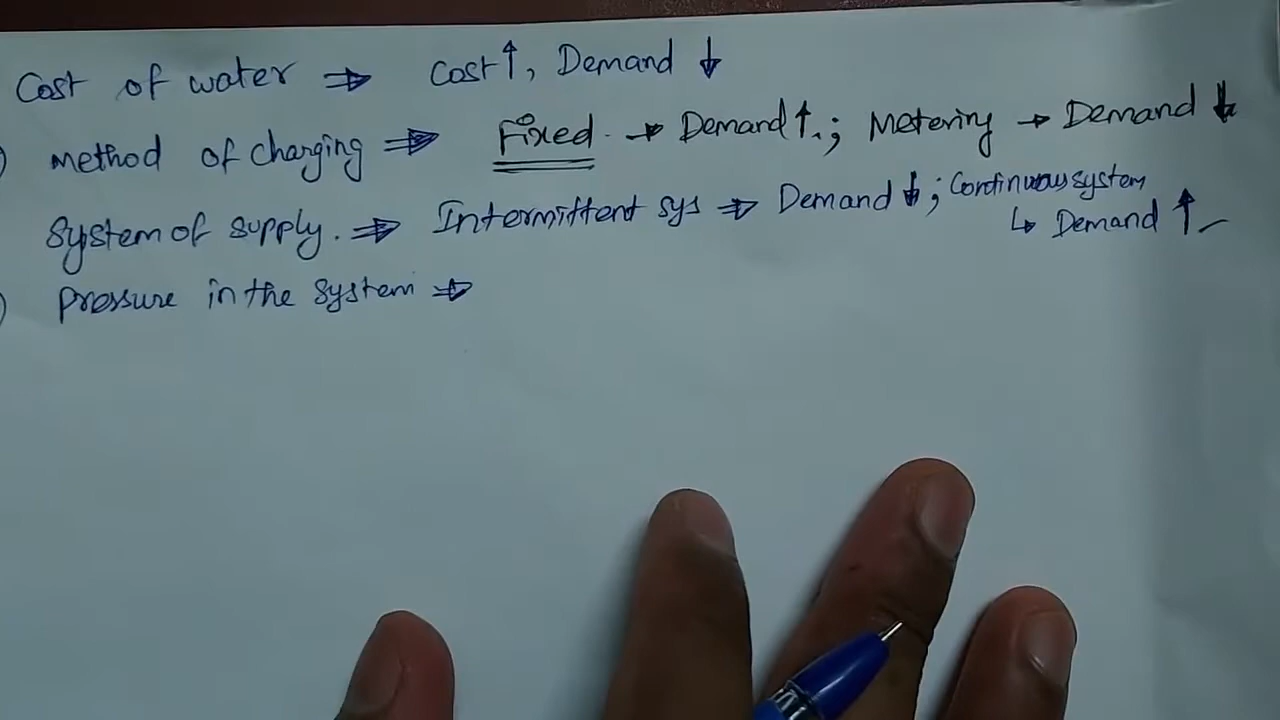 Cost of water ⇒ Cost↑, Demand ↓
) method of charging ⇒ Fixed → Demand↑.; Metering → Demand ↓
System of supply. ⇒ Intermittent sys ⇒ Demand ↓; Continuous system
↳ Demand ↑
) pressure in the system ⇒